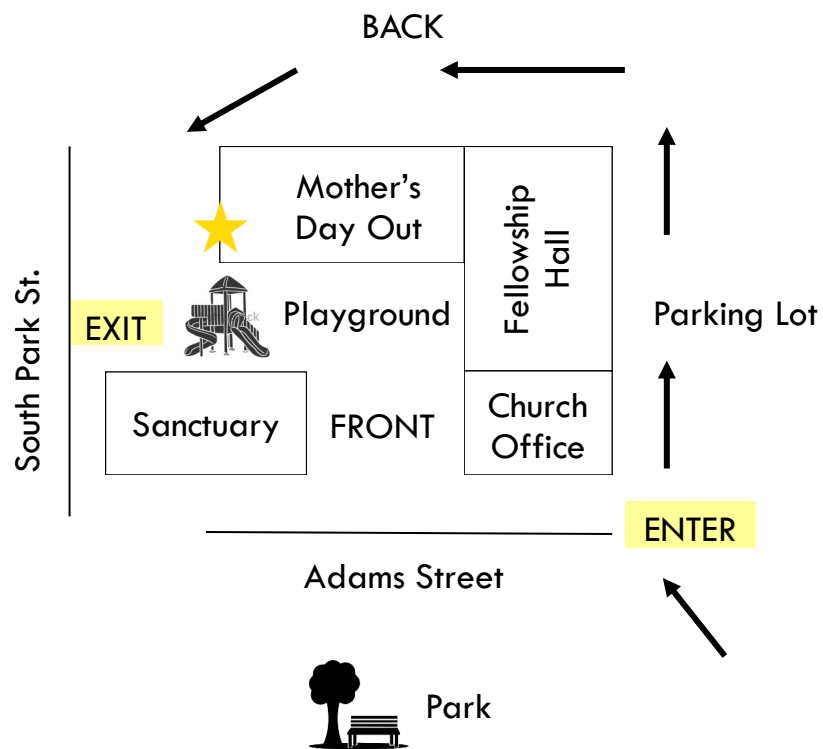 BACK
Mother's
Day Out
Fellowship
Hall
South Park St.
EXIT
Playground
Parking Lot
Sanctuary
FRONT
Church
Office
ENTER
Adams Street
Park